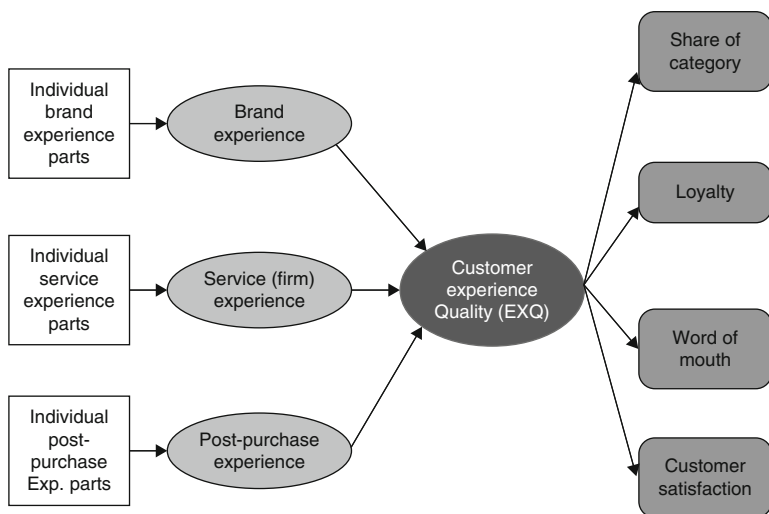 Individual
brand
experience
parts
Brand
experience
Individual
service
experience
parts
Service (firm)
experience
Individual
post-
purchase
Exp. parts
Post-purchase
experience
Customer
experience
Quality (EXQ)
Share of
category
Loyalty
Word of
mouth
Customer
satisfaction